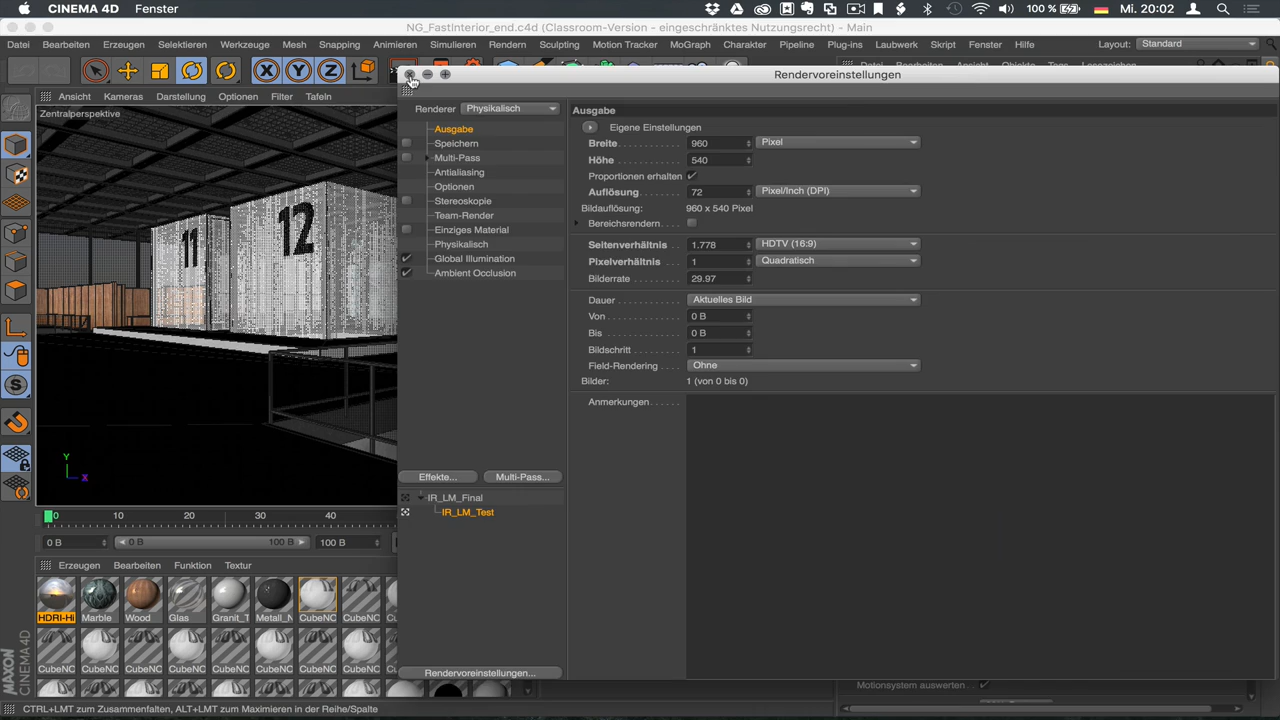 CINEMA 4D Fenster 100 % Mi. 20:02
NG_FastInterior_end.c4d (Classroom-Version - eingeschränktes Nutzungsrecht) - Main
Datei Bearbeiten Erzeugen Selektieren Werkzeuge Mesh Snapping Animieren Simulieren Rendern Sculpting Motion Tracker MoGraph Charakter Pipeline Plug-ins Laubwerk Skript Fenster Hilfe Layout: Standard
X Y Z
Rendervoreinstellungen
Ansicht Kameras Darstellung Optionen Filter Tafeln
Zentralperspektive
11 12
Y
X
Renderer Physikalisch
Ausgabe
Speichern
Multi-Pass
Antialiasing
Optionen
Stereoskopie
Team-Render
Einziges Material
Physikalisch
Global Illumination
Ambient Occlusion
Effekte... Multi-Pass...
IR_LM_Final
IR_LM_Test
Rendervoreinstellungen...
Ausgabe
Eigene Einstellungen
Breite 960 Pixel
Höhe 540
Proportionen erhalten
Auflösung 72 Pixel/Inch (DPI)
Bildauflösung: 960 x 540 Pixel
Bereichsrendern
Seitenverhältnis 1.778 HDTV (16:9)
Pixelverhältnis 1 Quadratisch
Bilderrate 29.97
Dauer Aktuelles Bild
Von 0 B
Bis 0 B
Bildschritt 1
Field-Rendering Ohne
Bilder: 1 (von 0 bis 0)
Anmerkungen
0 10 20 30 40
0 B 0 B 100 B 100 B
Erzeugen Bearbeiten Funktion Textur
HDRI-Hi Marble Wood Glas Granit_T Metall_N CubeNC CubeNC Cu
CubeNC CubeNC CubeNC CubeNC CubeNC CubeNC CubeNC CubeNC Cu
MAXON
CINEMA 4D
Motionsystem auswerten
CTRL+LMT zum Zusammenfalten, ALT+LMT zum Maximieren in der Reihe/Spalte